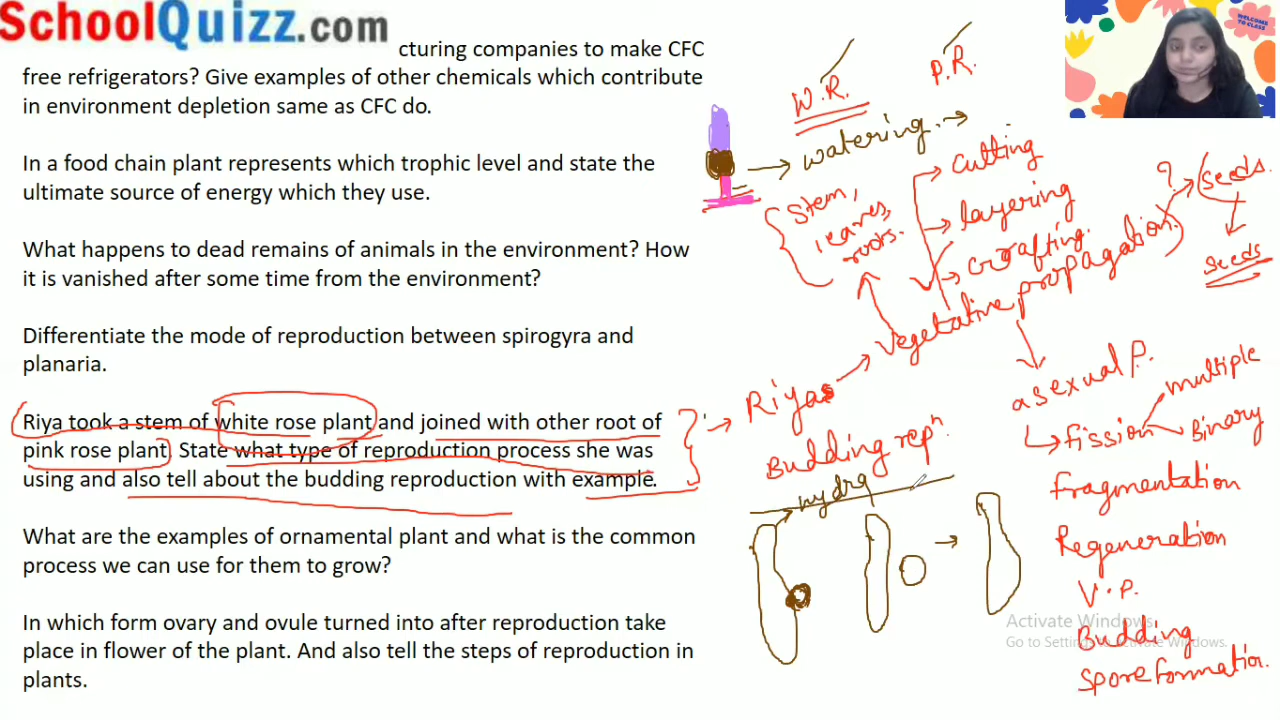 SchoolQuizz.com
cturing companies to make CFC
free refrigerators? Give examples of other chemicals which contribute
in environment depletion same as CFC do.
In a food chain plant represents which trophic level and state the
ultimate source of energy which they use.
What happens to dead remains of animals in the environment? How
it is vanished after some time from the environment?
Differentiate the mode of reproduction between spirogyra and
planaria.
Riya took a stem of white rose plant and joined with other root of
pink rose plant. State what type of reproduction process she was
using and also tell about the budding reproduction with example.
What are the examples of ornamental plant and what is the common
process we can use for them to grow?
In which form ovary and ovule turned into after reproduction take
place in flower of the plant. And also tell the steps of reproduction in
plants.
WELCOME
TO CLASS
W.R.
P.R.
watering.
cutting
layering
Grafting.
Stem,
leaves,
roots.
Vegetative propagation.
?
seeds.
seeds
Riya
asexual P.
fission
multiple
Binary
Fragmentation
Regeneration
V.P.
Budding
Spore formation.
Budding repⁿ
hydra
Activate Windows
Go to Settings to activate Windows.